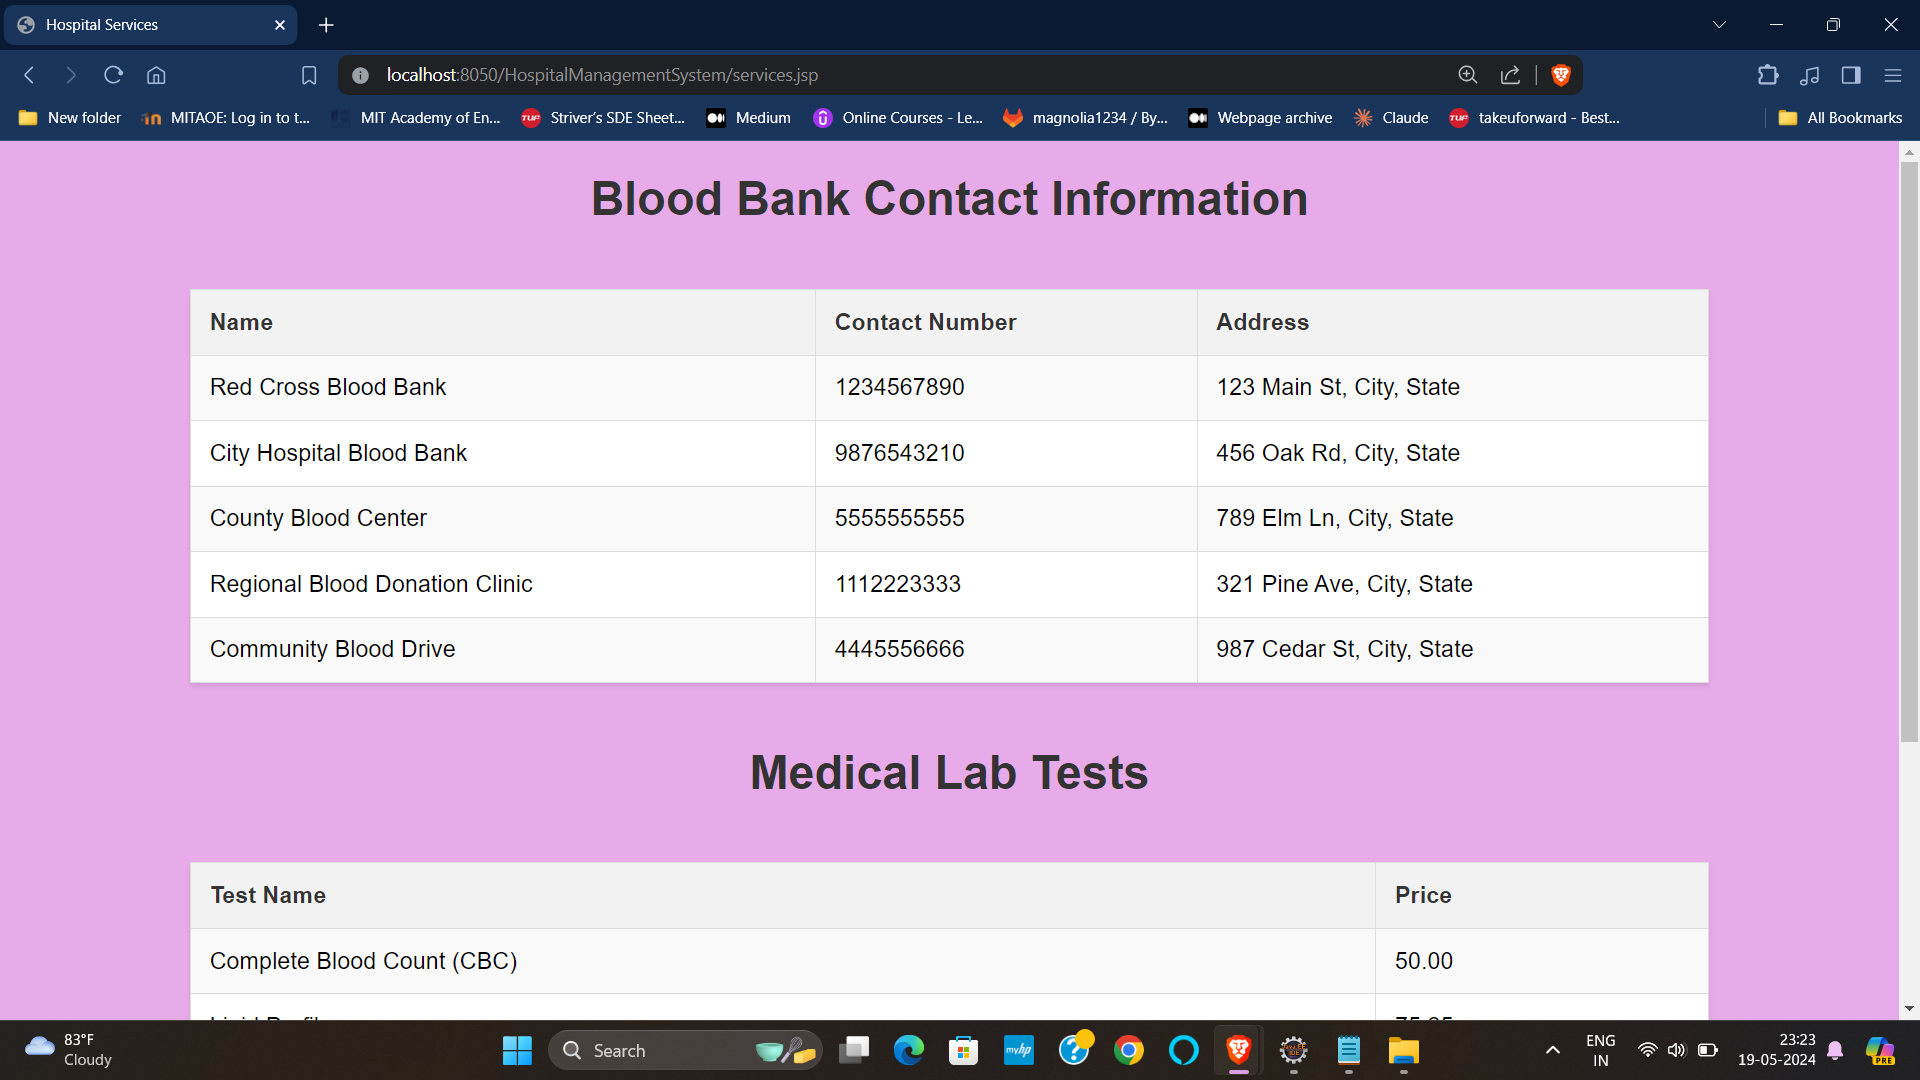 Hospital Services
localhost:8050/HospitalManagementSystem/services.jsp
New folder MITAOE: Log in to t... MIT Academy of En... Striver's SDE Sheet... Medium Online Courses - Le... magnolia1234 / By... Webpage archive Claude takeuforward - Best... All Bookmarks
Blood Bank Contact Information
Name Contact Number Address
Red Cross Blood Bank 1234567890 123 Main St, City, State
City Hospital Blood Bank 9876543210 456 Oak Rd, City, State
County Blood Center 5555555555 789 Elm Ln, City, State
Regional Blood Donation Clinic 1112223333 321 Pine Ave, City, State
Community Blood Drive 4445556666 987 Cedar St, City, State
Medical Lab Tests
Test Name Price
Complete Blood Count (CBC) 50.00
83°F
Cloudy
Search
myhp
ENG
IN
23:23
19-05-2024
PRE